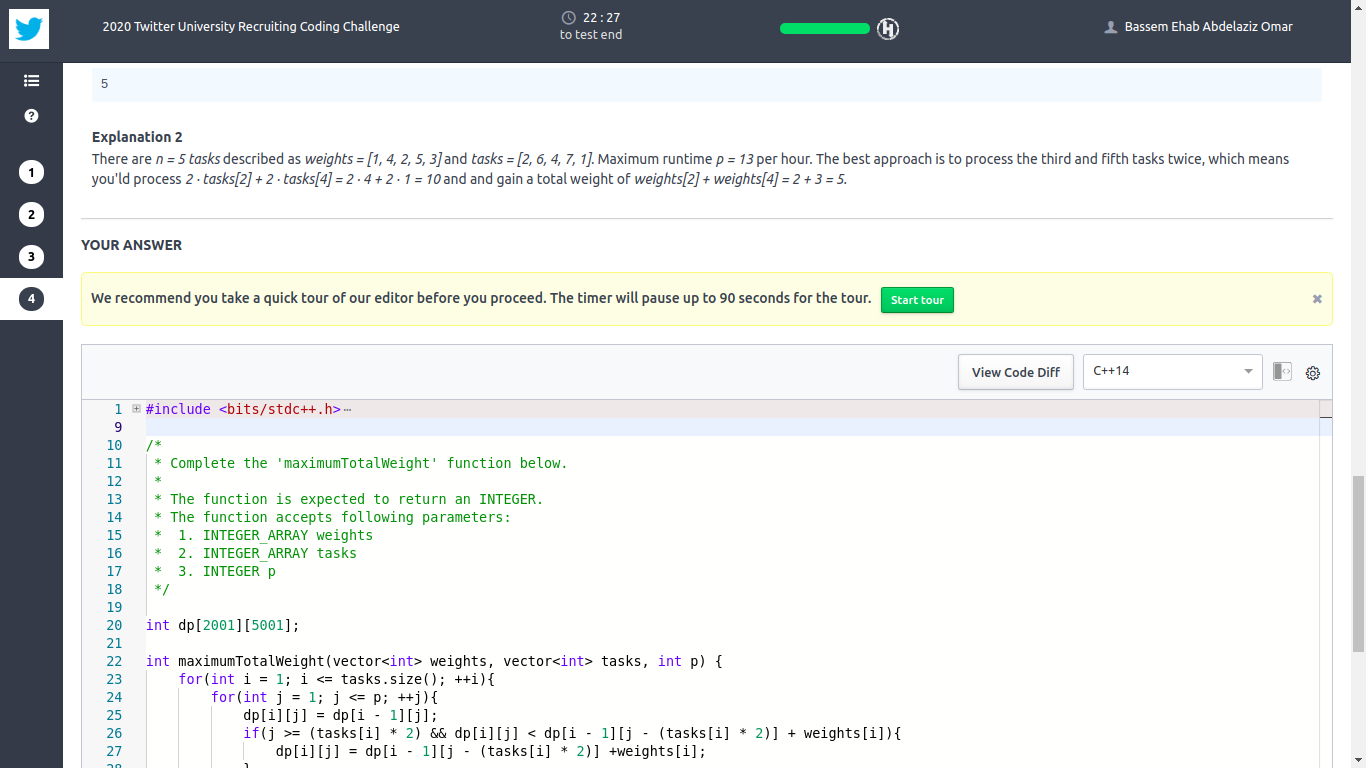 2020 Twitter University Recruiting Coding Challenge
22 : 27
to test end
Bassem Ehab Abdelaziz Omar
5
Explanation 2
There are n = 5 tasks described as weights = [1, 4, 2, 5, 3] and tasks = [2, 6, 4, 7, 1]. Maximum runtime p = 13 per hour. The best approach is to process the third and fifth tasks twice, which means
you'ld process 2 · tasks[2] + 2 · tasks[4] = 2 · 4 + 2 · 1 = 10 and and gain a total weight of weights[2] + weights[4] = 2 + 3 = 5.
1
2
3
4
YOUR ANSWER
We recommend you take a quick tour of our editor before you proceed. The timer will pause up to 90 seconds for the tour. Start tour
View Code Diff C++14
1 #include <bits/stdc++.h>
9
10 /*
11 * Complete the 'maximumTotalWeight' function below.
12 *
13 * The function is expected to return an INTEGER.
14 * The function accepts following parameters:
15 * 1. INTEGER_ARRAY weights
16 * 2. INTEGER_ARRAY tasks
17 * 3. INTEGER p
18 */
19
20 int dp[2001][5001];
21
22 int maximumTotalWeight(vector<int> weights, vector<int> tasks, int p) {
23 for(int i = 1; i <= tasks.size(); ++i){
24 for(int j = 1; j <= p; ++j){
25 dp[i][j] = dp[i - 1][j];
26 if(j >= (tasks[i] * 2) && dp[i][j] < dp[i - 1][j - (tasks[i] * 2)] + weights[i]){
27 dp[i][j] = dp[i - 1][j - (tasks[i] * 2)] +weights[i];